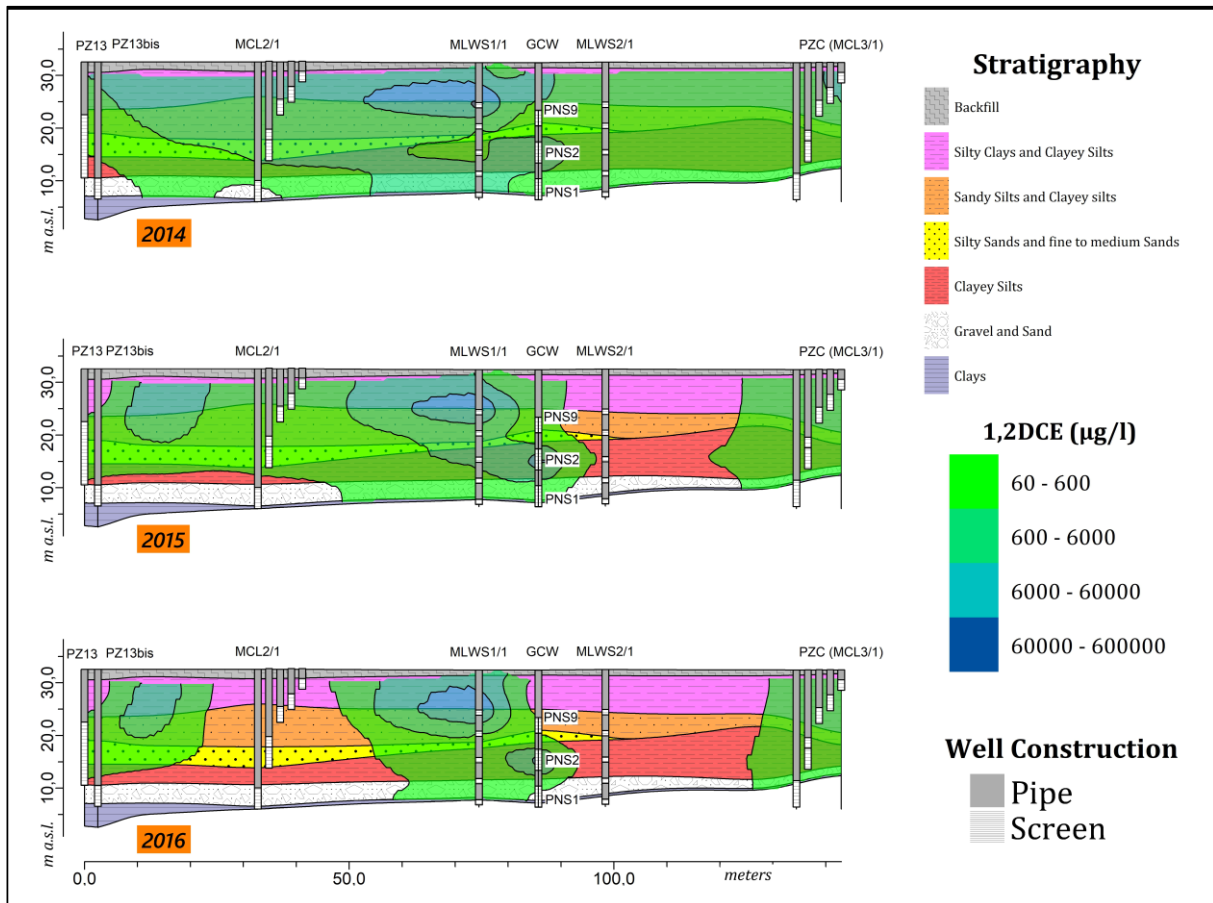 PZ13 PZ13bis MCL2/1 MLWS1/1 GCW MLWS2/1 PZC (MCL3/1)
30,0
20,0
10,0
m a.s.l.
PNS9
PNS2
PNS1
2014
PZ13 PZ13bis MCL2/1 MLWS1/1 GCW MLWS2/1 PZC (MCL3/1)
30,0
20,0
10,0
m a.s.l.
PNS9
PNS2
PNS1
2015
PZ13 PZ13bis MCL2/1 MLWS1/1 GCW MLWS2/1 PZC (MCL3/1)
30,0
20,0
10,0
m a.s.l.
PNS9
PNS2
PNS1
2016
0,0 50,0 100,0 meters
Stratigraphy
Backfill
Silty Clays and Clayey Silts
Sandy Silts and Clayey silts
Silty Sands and fine to medium Sands
Clayey Silts
Gravel and Sand
Clays
1,2DCE (µg/l)
60 - 600
600 - 6000
6000 - 60000
60000 - 600000
Well Construction
Pipe
Screen